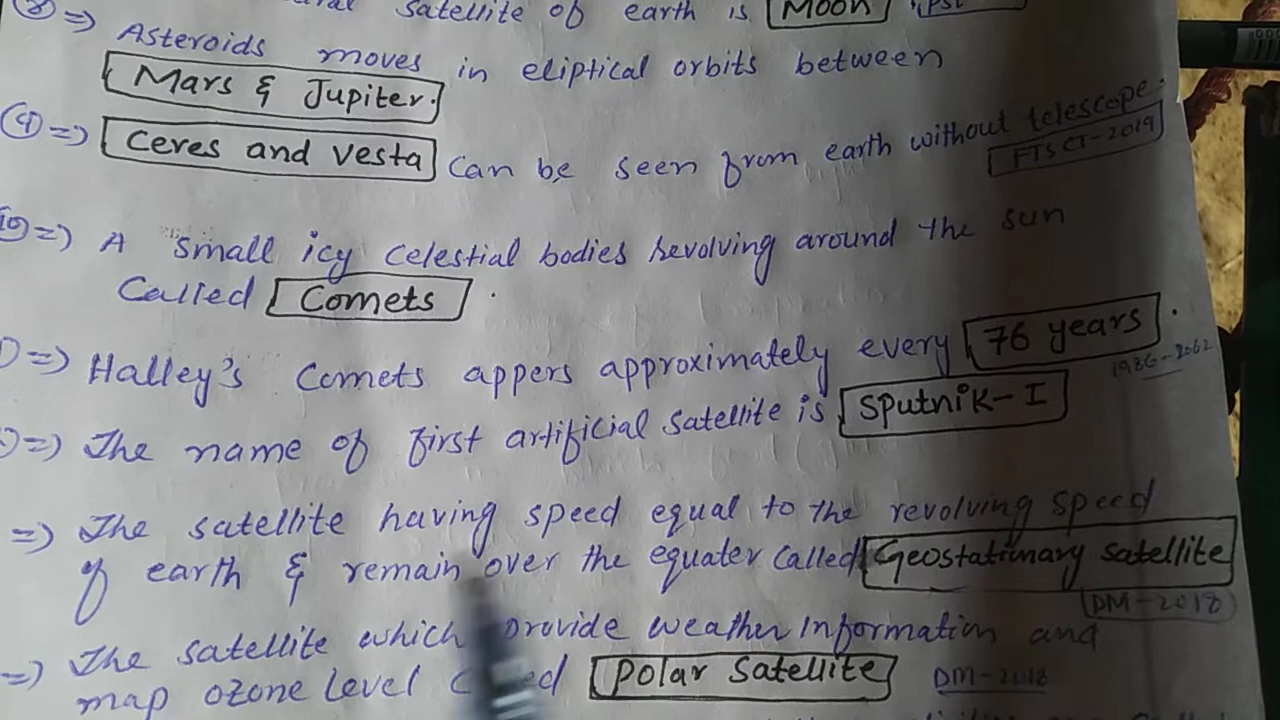 (8) => satellite of earth is Moon
Asteroids moves in eliptical orbits between
Mars & Jupiter.
(9) => Ceres and Vesta can be seen from earth without telescope.
FTSCT-2019
(10) => A small icy celestial bodies revolving around the sun
Called Comets.
=> Halley's Comets appers approximately every 76 years.
1986-2062
=> The name of first artificial satellite is Sputnik-I
=> The satellite having speed equal to the revolving speed
of earth & remain over the equater called Geostationary satellite
DM-2018
=> The satellite which provide weather information and
map ozone level Polar Satellite DM-2018